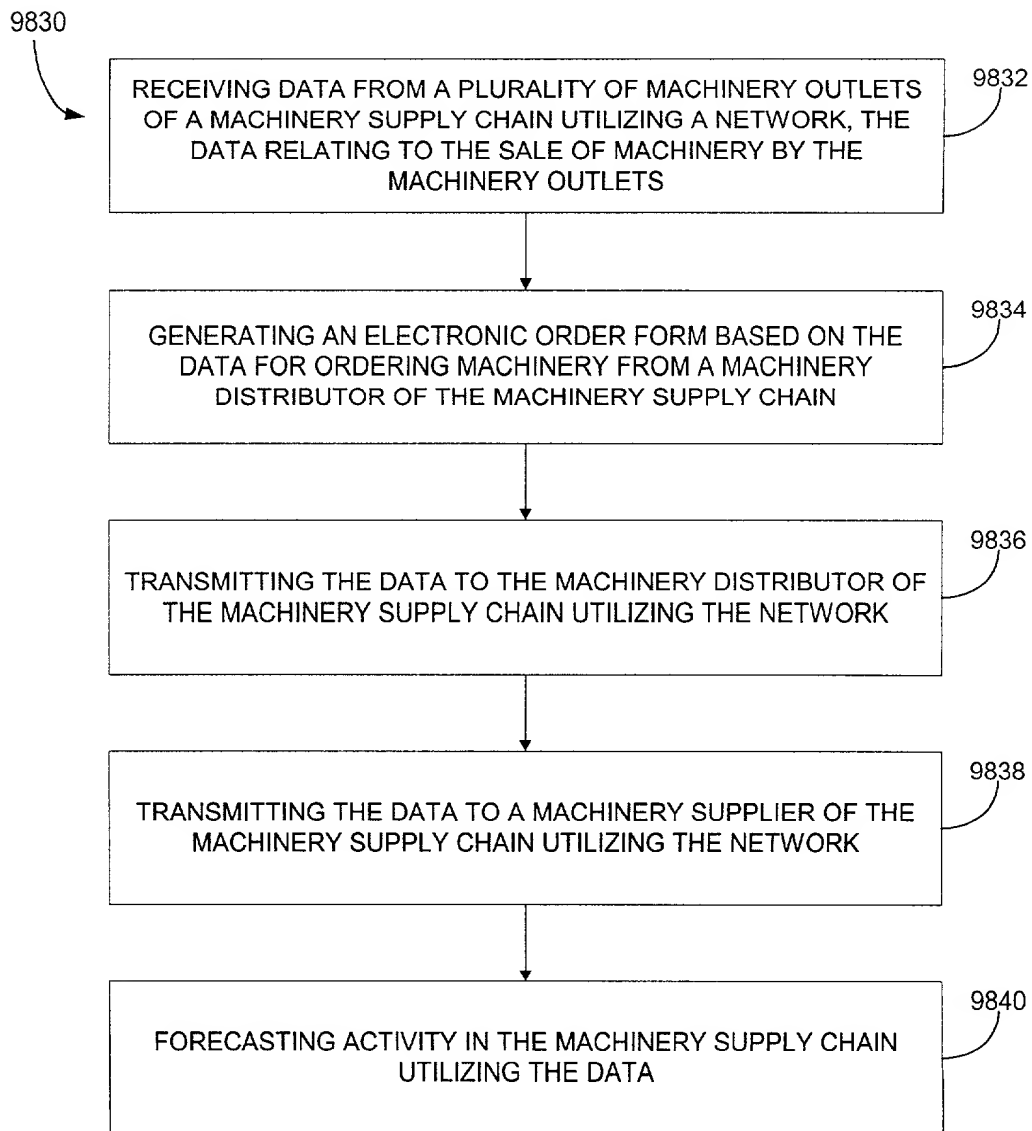 9830
9832
RECEIVING DATA FROM A PLURALITY OF MACHINERY OUTLETS
OF A MACHINERY SUPPLY CHAIN UTILIZING A NETWORK, THE
DATA RELATING TO THE SALE OF MACHINERY BY THE
MACHINERY OUTLETS
9834
GENERATING AN ELECTRONIC ORDER FORM BASED ON THE
DATA FOR ORDERING MACHINERY FROM A MACHINERY
DISTRIBUTOR OF THE MACHINERY SUPPLY CHAIN
9836
TRANSMITTING THE DATA TO THE MACHINERY DISTRIBUTOR OF
THE MACHINERY SUPPLY CHAIN UTILIZING THE NETWORK
9838
TRANSMITTING THE DATA TO A MACHINERY SUPPLIER OF THE
MACHINERY SUPPLY CHAIN UTILIZING THE NETWORK
9840
FORECASTING ACTIVITY IN THE MACHINERY SUPPLY CHAIN
UTILIZING THE DATA